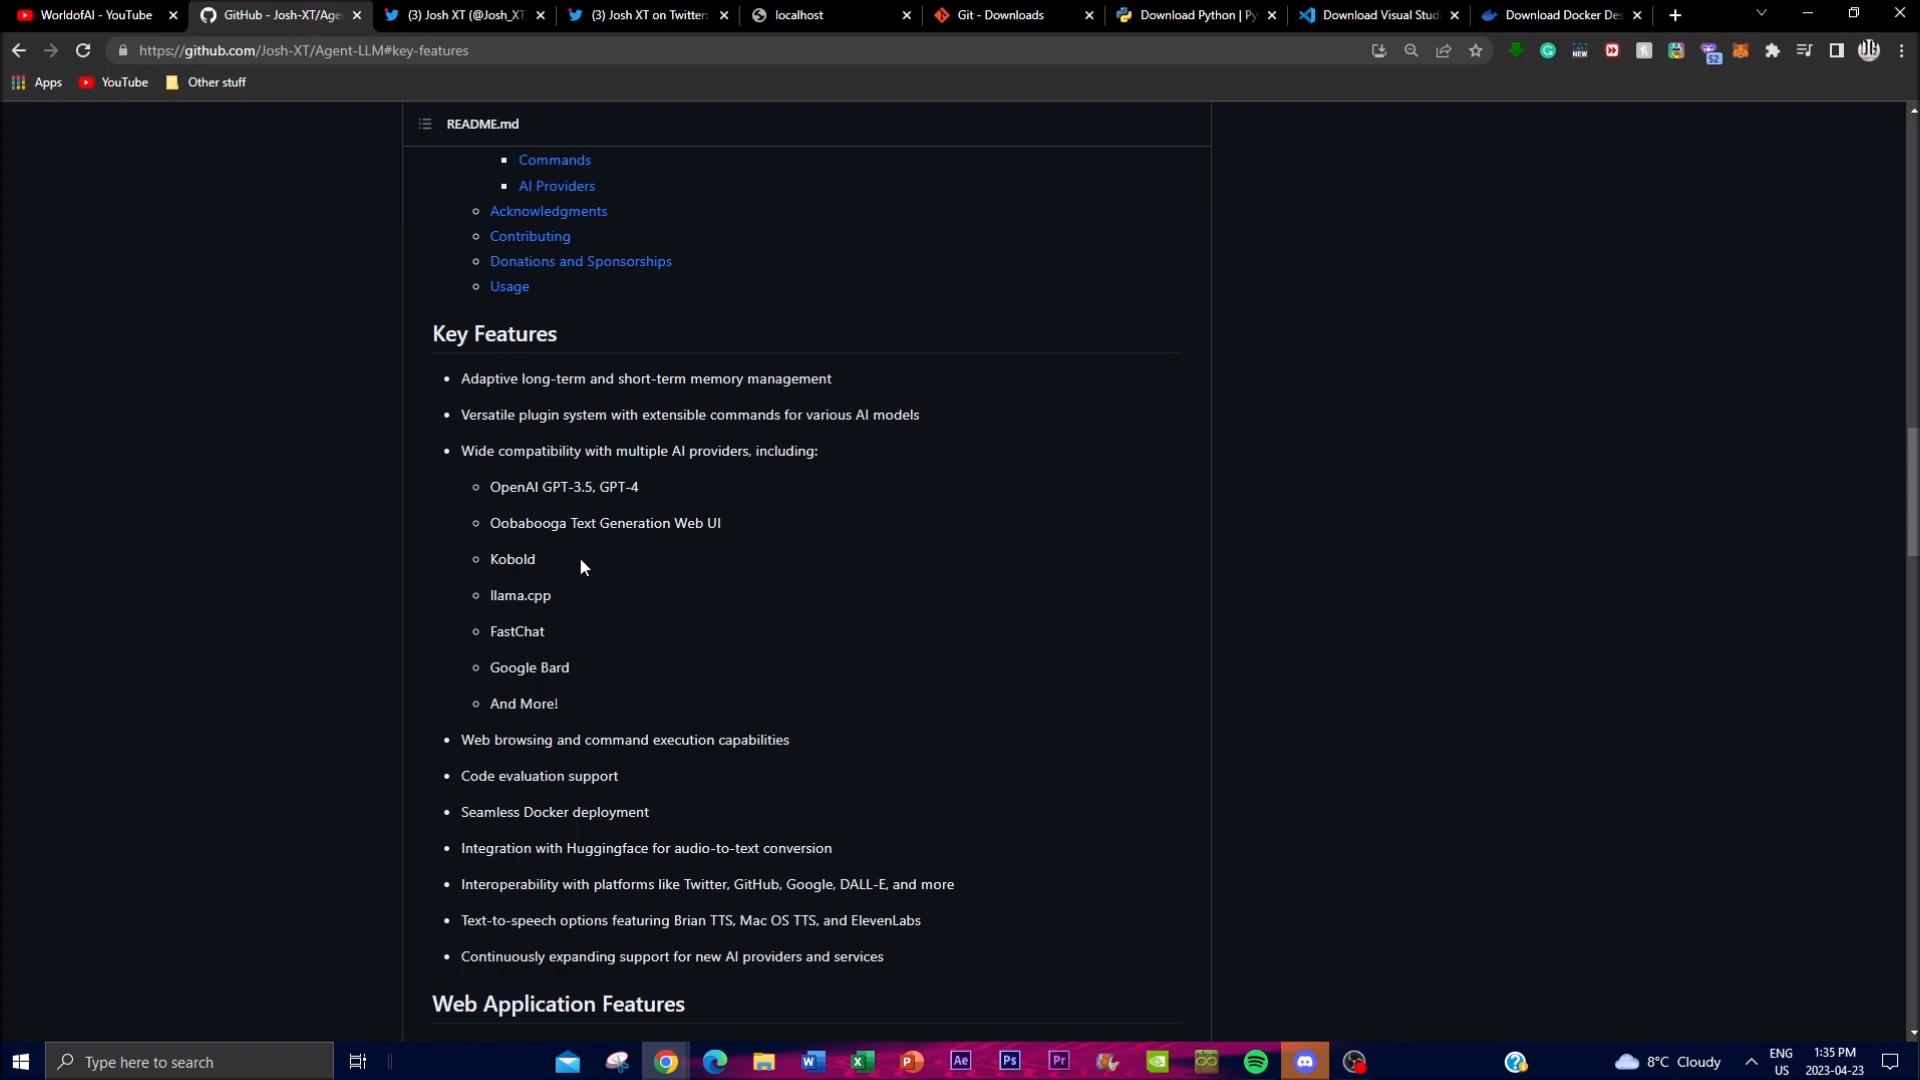 WorldofAI - YouTube
GitHub - Josh-XT/Age
(3) Josh XT (@Josh_XT
(3) Josh XT on Twitter:
localhost
Git - Downloads
Download Python | Py
Download Visual Stud
Download Docker Des
https://github.com/Josh-XT/Agent-LLM#key-features
NEW
52
Apps
YouTube
Other stuff
README.md
Commands
AI Providers
Acknowledgments
Contributing
Donations and Sponsorships
Usage
Key Features
Adaptive long-term and short-term memory management
Versatile plugin system with extensible commands for various AI models
Wide compatibility with multiple AI providers, including:
OpenAI GPT-3.5, GPT-4
Oobabooga Text Generation Web UI
Kobold
llama.cpp
FastChat
Google Bard
And More!
Web browsing and command execution capabilities
Code evaluation support
Seamless Docker deployment
Integration with Huggingface for audio-to-text conversion
Interoperability with platforms like Twitter, GitHub, Google, DALL-E, and more
Text-to-speech options featuring Brian TTS, Mac OS TTS, and ElevenLabs
Continuously expanding support for new AI providers and services
Web Application Features
Type here to search
Ae
Ps
Pr
8°C Cloudy
ENG
US
1:35 PM
2023-04-23